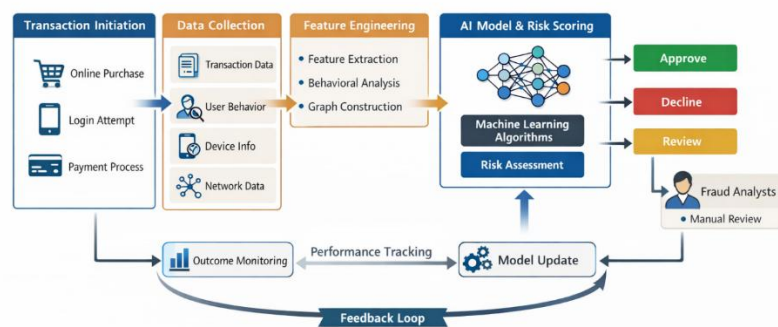 Transaction Initiation
Online Purchase
Login Attempt
Payment Process
Data Collection
Transaction Data
User Behavior
Device Info
Network Data
Feature Engineering
• Feature Extraction
• Behavioral Analysis
• Graph Construction
AI Model & Risk Scoring
Machine Learning
Algorithms
Risk Assessment
Approve
Decline
Review
Fraud Analysts
• Manual Review
Outcome Monitoring
Performance Tracking
Model Update
Feedback Loop